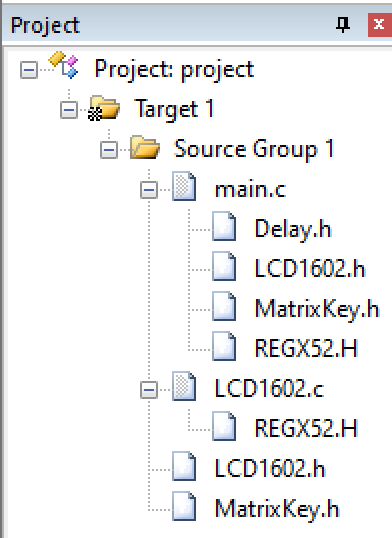 Project
Project: project
Target 1
Source Group 1
main.c
Delay.h
LCD1602.h
MatrixKey.h
REGX52.H
LCD1602.c
REGX52.H
LCD1602.h
MatrixKey.h